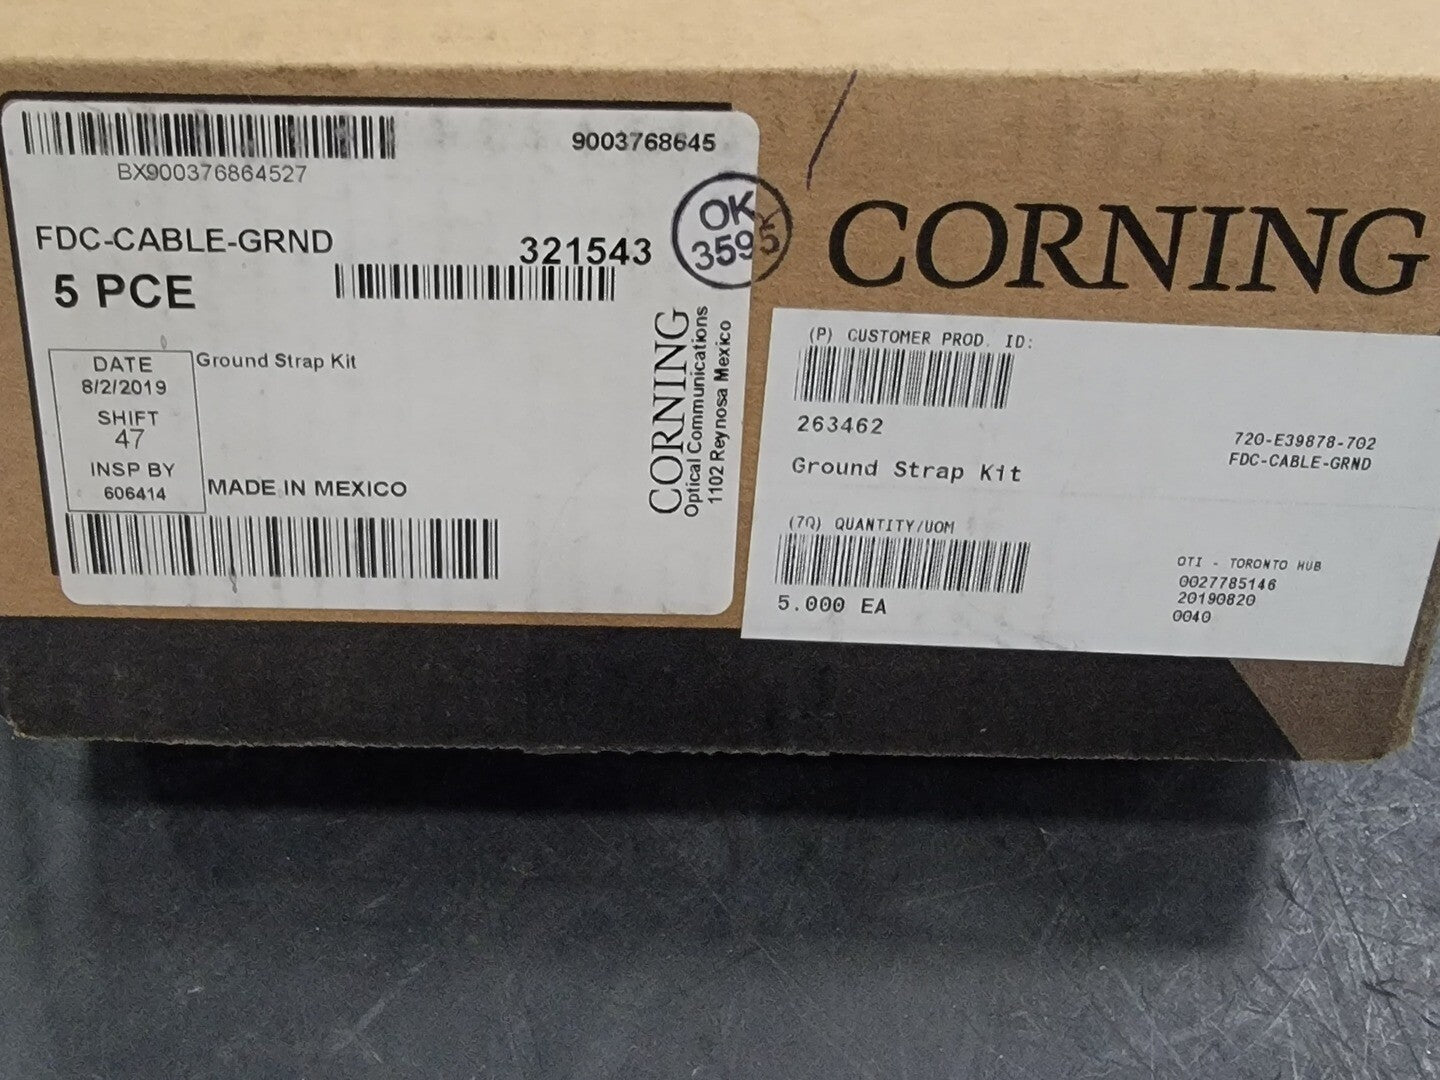 BX900376864527
9003768645
FDC-CABLE-GRND
321543
5 PCE
OK
3595
DATE
8/2/2019
SHIFT
47
INSP BY
606414
Ground Strap Kit
MADE IN MEXICO
CORNING
Optical Communications
1102 Reynosa Mexico
CORNING
(P) CUSTOMER PROD. ID:
263462
Ground Strap Kit
720-E39878-702
FDC-CABLE-GRND
(7Q) QUANTITY/UOM
5.000 EA
OTI - TORONTO HUB
0027785146
20190820
0040